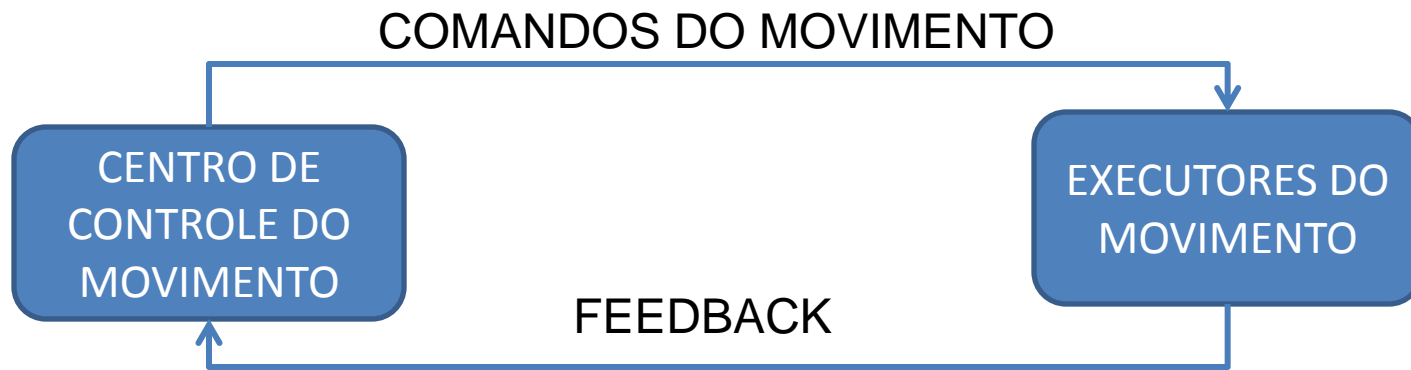 COMANDOS DO MOVIMENTO
CENTRO DE
CONTROLE DO
MOVIMENTO
EXECUTORES DO
MOVIMENTO
FEEDBACK